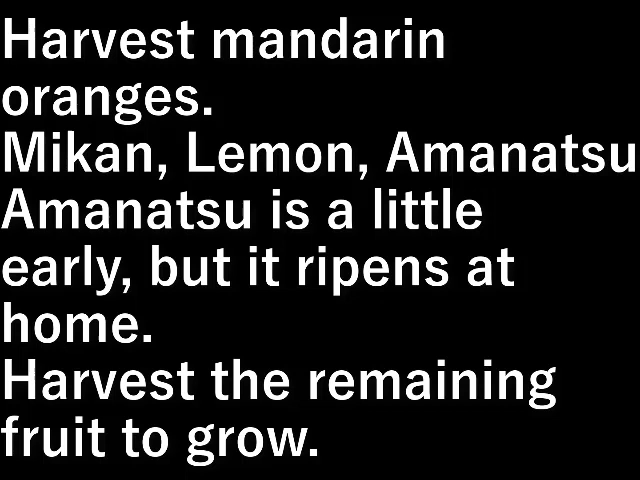 Harvest mandarin
oranges.
Mikan, Lemon, Amanatsu
Amanatsu is a little
early, but it ripens at
home.
Harvest the remaining
fruit to grow.